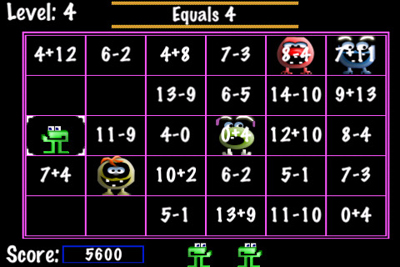 Level: 4
Equals 4
4+12 6-2 4+8 7-3 8-4 7+11
13-9 6-5 14-10 9+13
11-9 4-0 0+4 12+10 8-4
7+4 10+2 6-2 5-1 7-3
5-1 13+9 11-10 0+4
Score: 5600